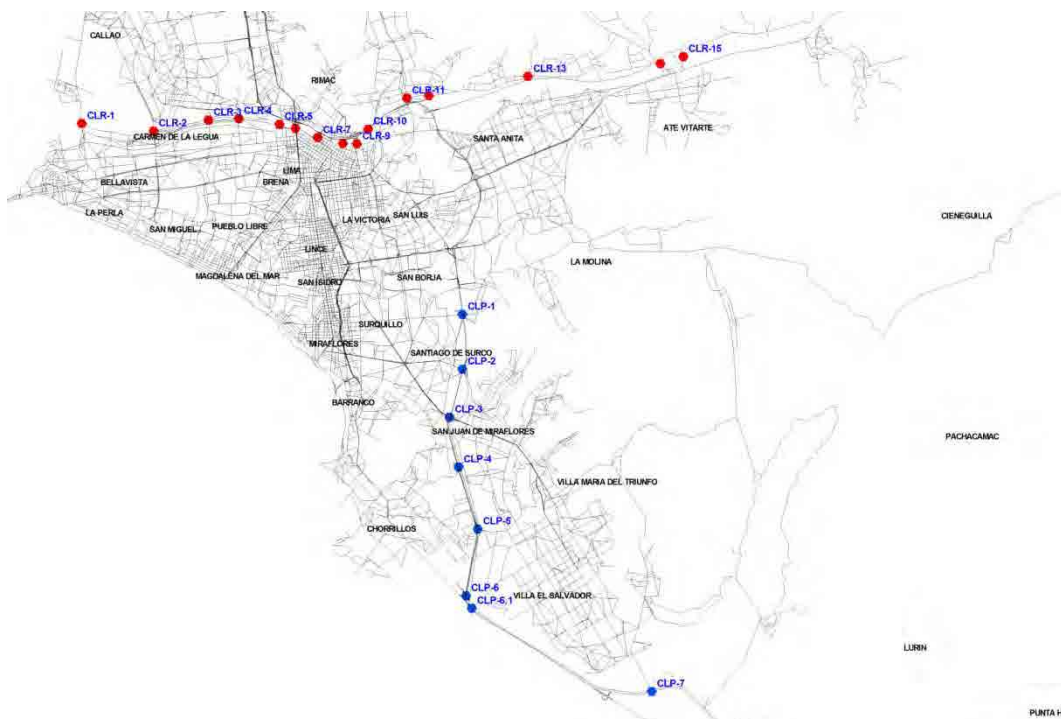 CALLAO
CLR-15
RIMAC
CLR-13
CLR-11
CLR-1
CLR-2
CLR-3
CLR-4
CLR-5
CLR-10
CARMEN DE LA LEGUA
CLR-7
CLR-9
SANTA ANITA
ATE VITARTE
LIMA
BELLAVISTA
BREÑA
LA PERLA
SAN MIGUEL
PUEBLO LIBRE
LA VICTORIA
SAN LUIS
CIENEGUILLA
LINCE
LA MOLINA
MAGDALENA DEL MAR
SAN ISIDRO
SAN BORJA
CLP-1
SURQUILLO
MIRAFLORES
SANTIAGO DE SURCO
CLP-2
BARRANCO
CLP-3
SAN JUAN DE MIRAFLORES
PACHACAMAC
CLP-4
VILLA MARIA DEL TRIUNFO
CHORRILLOS
CLP-5
CLP-6
VILLA EL SALVADOR
CLP-6,1
LURIN
CLP-7
PUNTA H